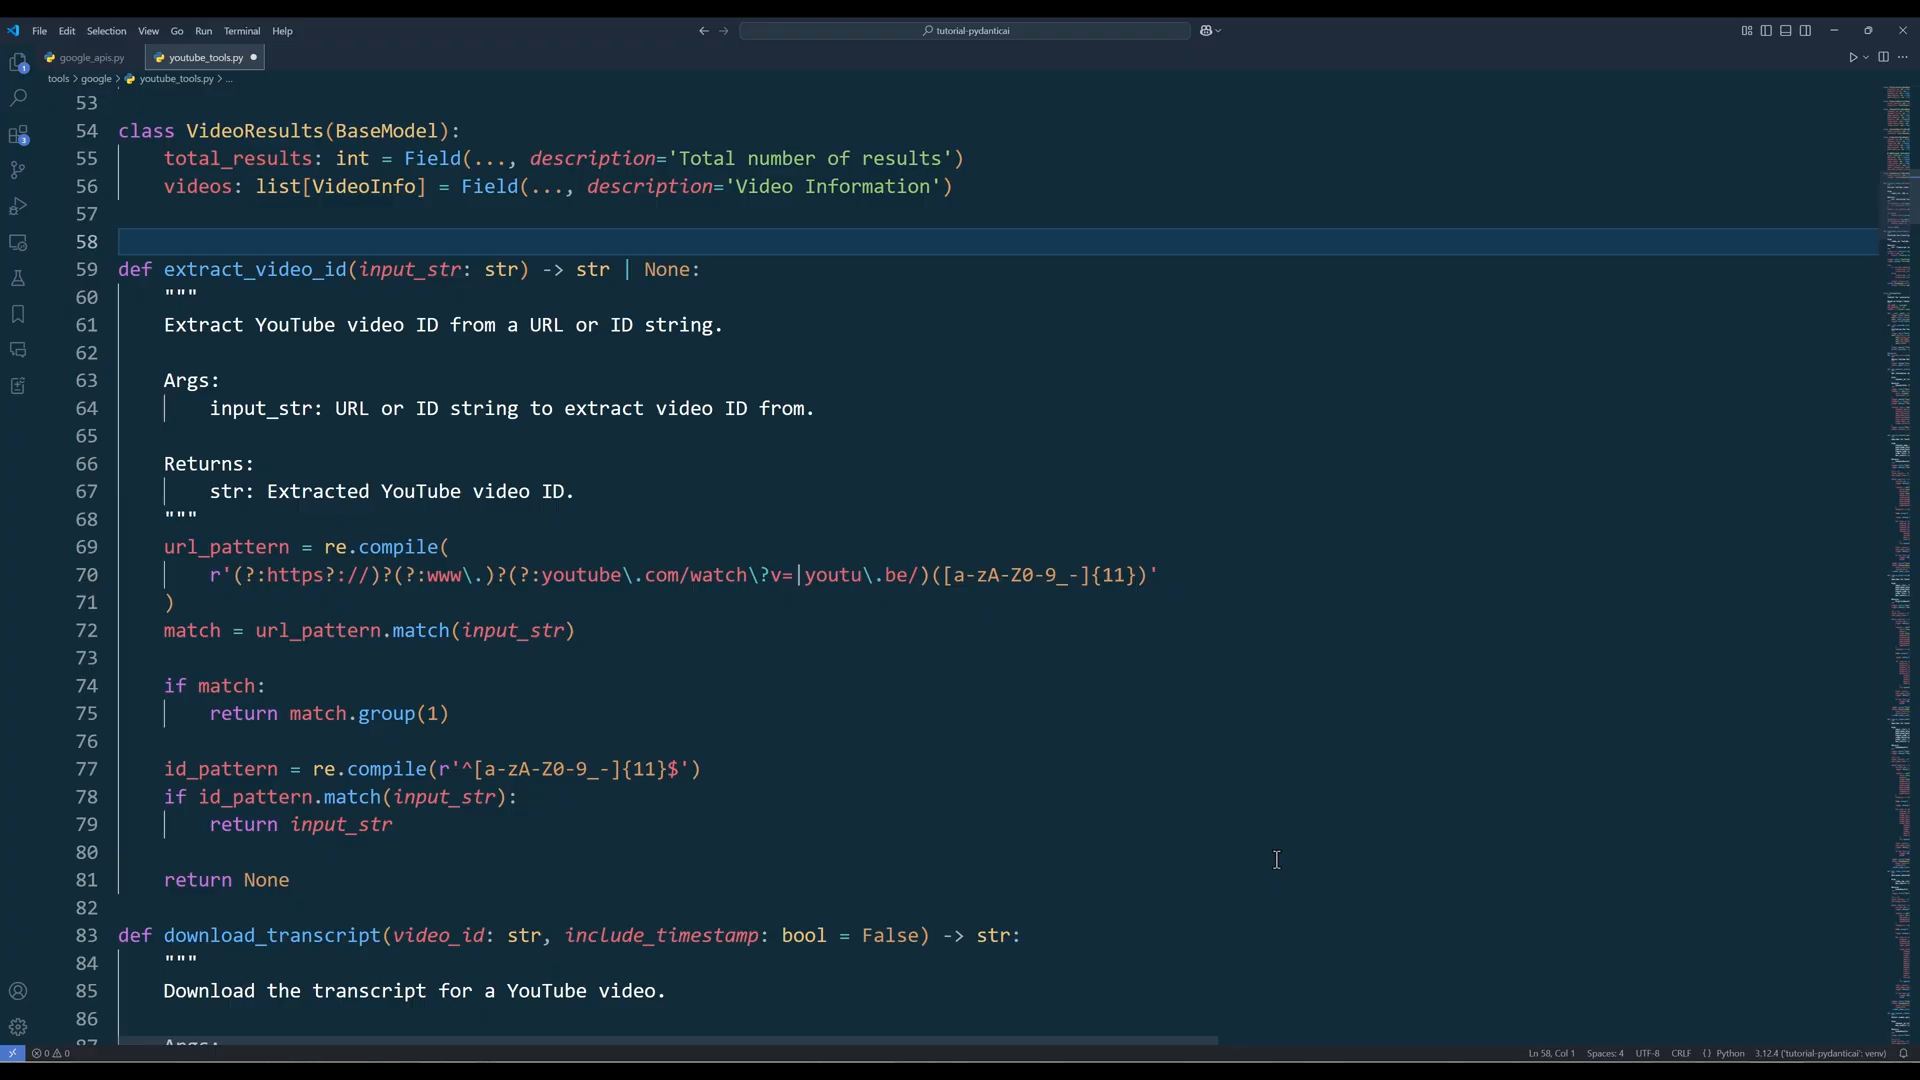 File Edit Selection View Go Run Terminal Help
tutorial-pydanticai
google_apis.py
youtube_tools.py
tools > google > youtube_tools.py > ...
53
54 class VideoResults(BaseModel):
55     total_results: int = Field(..., description='Total number of results')
56     videos: list[VideoInfo] = Field(..., description='Video Information')
57
58
59 def extract_video_id(input_str: str) -> str | None:
60     """
61     Extract YouTube video ID from a URL or ID string.
62
63     Args:
64         input_str: URL or ID string to extract video ID from.
65
66     Returns:
67         str: Extracted YouTube video ID.
68     """
69     url_pattern = re.compile(
70         r'(?:https?://)?(?:www\.)?(?:youtube\.com/watch\?v=|youtu\.be/)([a-zA-Z0-9_-]{11})'
71     )
72     match = url_pattern.match(input_str)
73
74     if match:
75         return match.group(1)
76
77     id_pattern = re.compile(r'^[a-zA-Z0-9_-]{11}$')
78     if id_pattern.match(input_str):
79         return input_str
80
81     return None
82
83 def download_transcript(video_id: str, include_timestamp: bool = False) -> str:
84     """
85     Download the transcript for a YouTube video.
86
87     Args:
1
3
0 0
Ln 58, Col 1 Spaces: 4 UTF-8 CRLF {} Python 3.12.4 ('tutorial-pydanticai': venv)